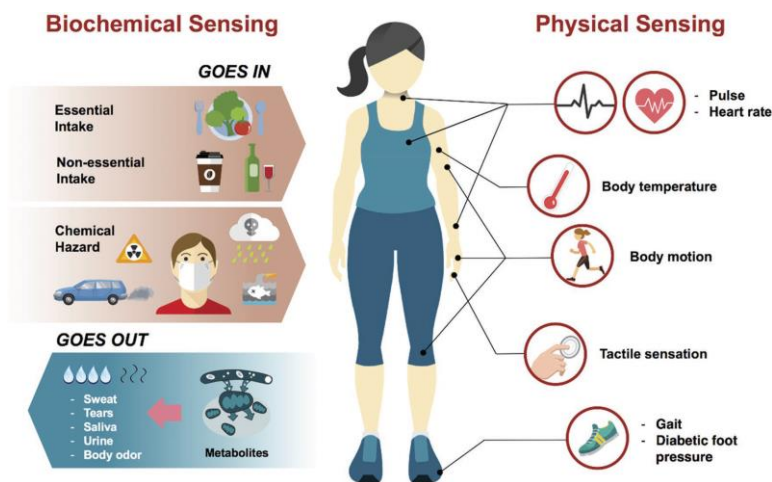 Biochemical Sensing
GOES IN
Essential
Intake
Non-essential
Intake
Chemical
Hazard
GOES OUT
- Sweat
- Tears
- Saliva
- Urine
- Body odor
Metabolites
Physical Sensing
- Pulse
- Heart rate
Body temperature
Body motion
Tactile sensation
- Gait
- Diabetic foot
pressure